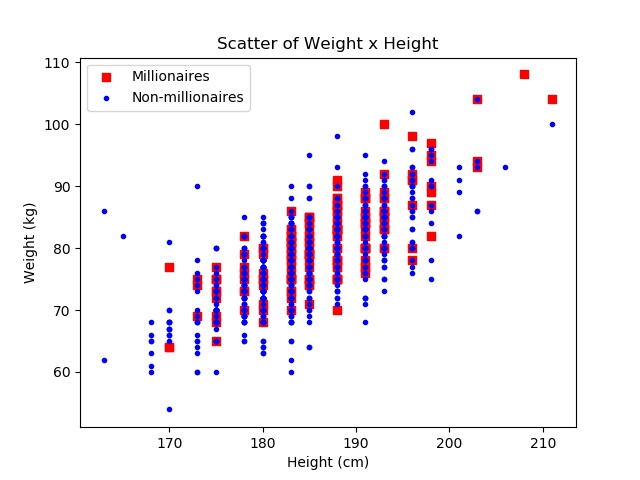 Scatter of Weight x Height
Millionaires
Non-millionaires
110
100
90
80
70
60
Weight (kg)
170 180 190 200 210
Height (cm)